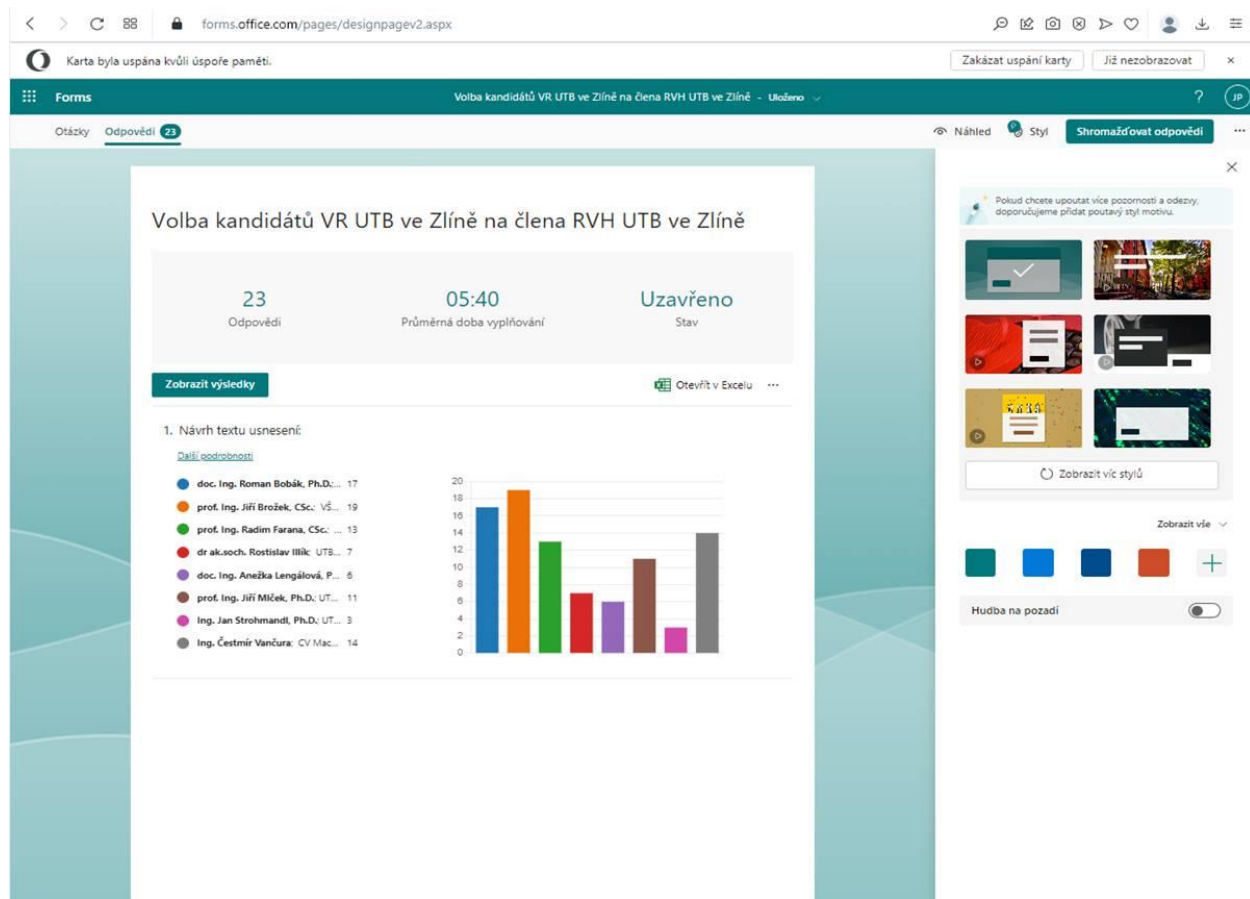 forms.office.com/pages/designpagev2.aspx
Karta byla uspána kvůli úspoře paměti.
Zakázat uspání karty
Již nezobrazovat
Forms
Volba kandidátů VR UTB ve Zlíně na člena RVH UTB ve Zlíně - Uloženo
?
JP
Otázky
Odpovědi 23
Náhled
Styl
Shromažďovat odpovědi
Volba kandidátů VR UTB ve Zlíně na člena RVH UTB ve Zlíně
23
Odpovědi
05:40
Průměrná doba vyplňování
Uzavřeno
Stav
Zobrazit výsledky
Otevřít v Excelu
1. Návrh textu usnesení:
Další podrobnosti
doc. Ing. Roman Bobák, Ph.D.;... 17
prof. Ing. Jiří Brožek, CSc.; VŠ... 19
prof. Ing. Radim Farana, CSc.; ... 13
dr ak.soch. Rostislav Illík; UTB... 7
doc. Ing. Anežka Lengálová, P... 6
prof. Ing. Jiří Mlček, Ph.D.; UT... 11
Ing. Jan Strohmandl, Ph.D.; UT... 3
Ing. Čestmír Vančura; CV Mac... 14
20
18
16
14
12
10
8
6
4
2
0
Pokud chcete upoutat více pozornosti a odezvy,
doporučujeme přidat poutavý styl motivu.
Zobrazit víc stylů
Zobrazit vše
Hudba na pozadí